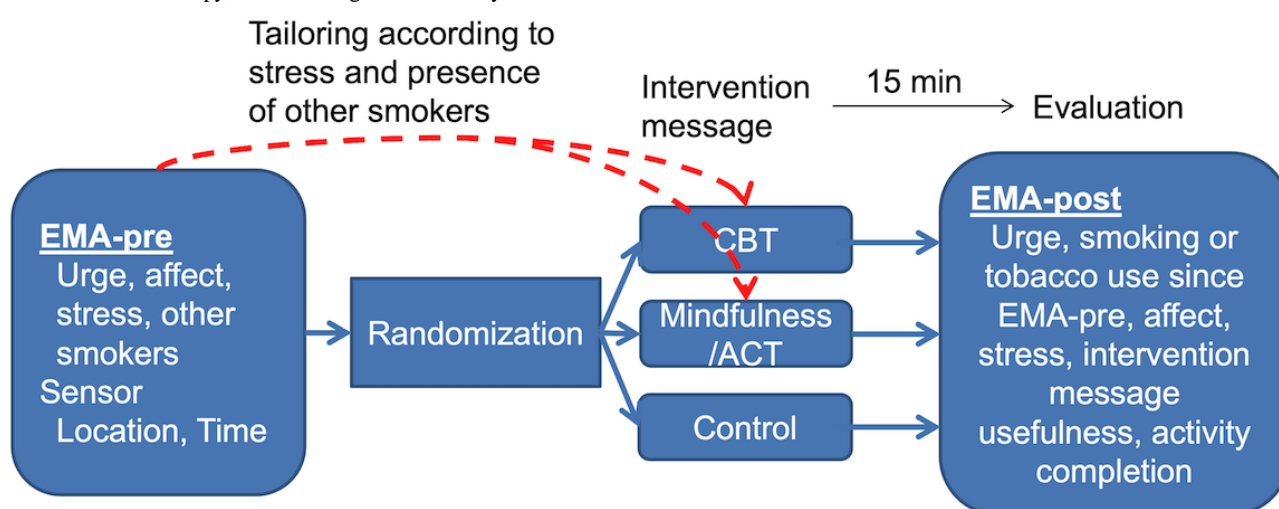 Tailoring according to
stress and presence
of other smokers
Intervention
message
15 min
Evaluation
EMA-pre
Urge, affect,
stress, other
smokers
Sensor
Location, Time
Randomization
CBT
Mindfulness
/ACT
Control
EMA-post
Urge, smoking or
tobacco use since
EMA-pre, affect,
stress, intervention
message
usefulness, activity
completion